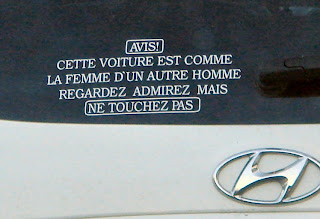 AVIS!
CETTE VOITURE EST COMME
LA FEMME D'UN AUTRE HOMME
REGARDEZ ADMIREZ MAIS
NE TOUCHEZ PAS